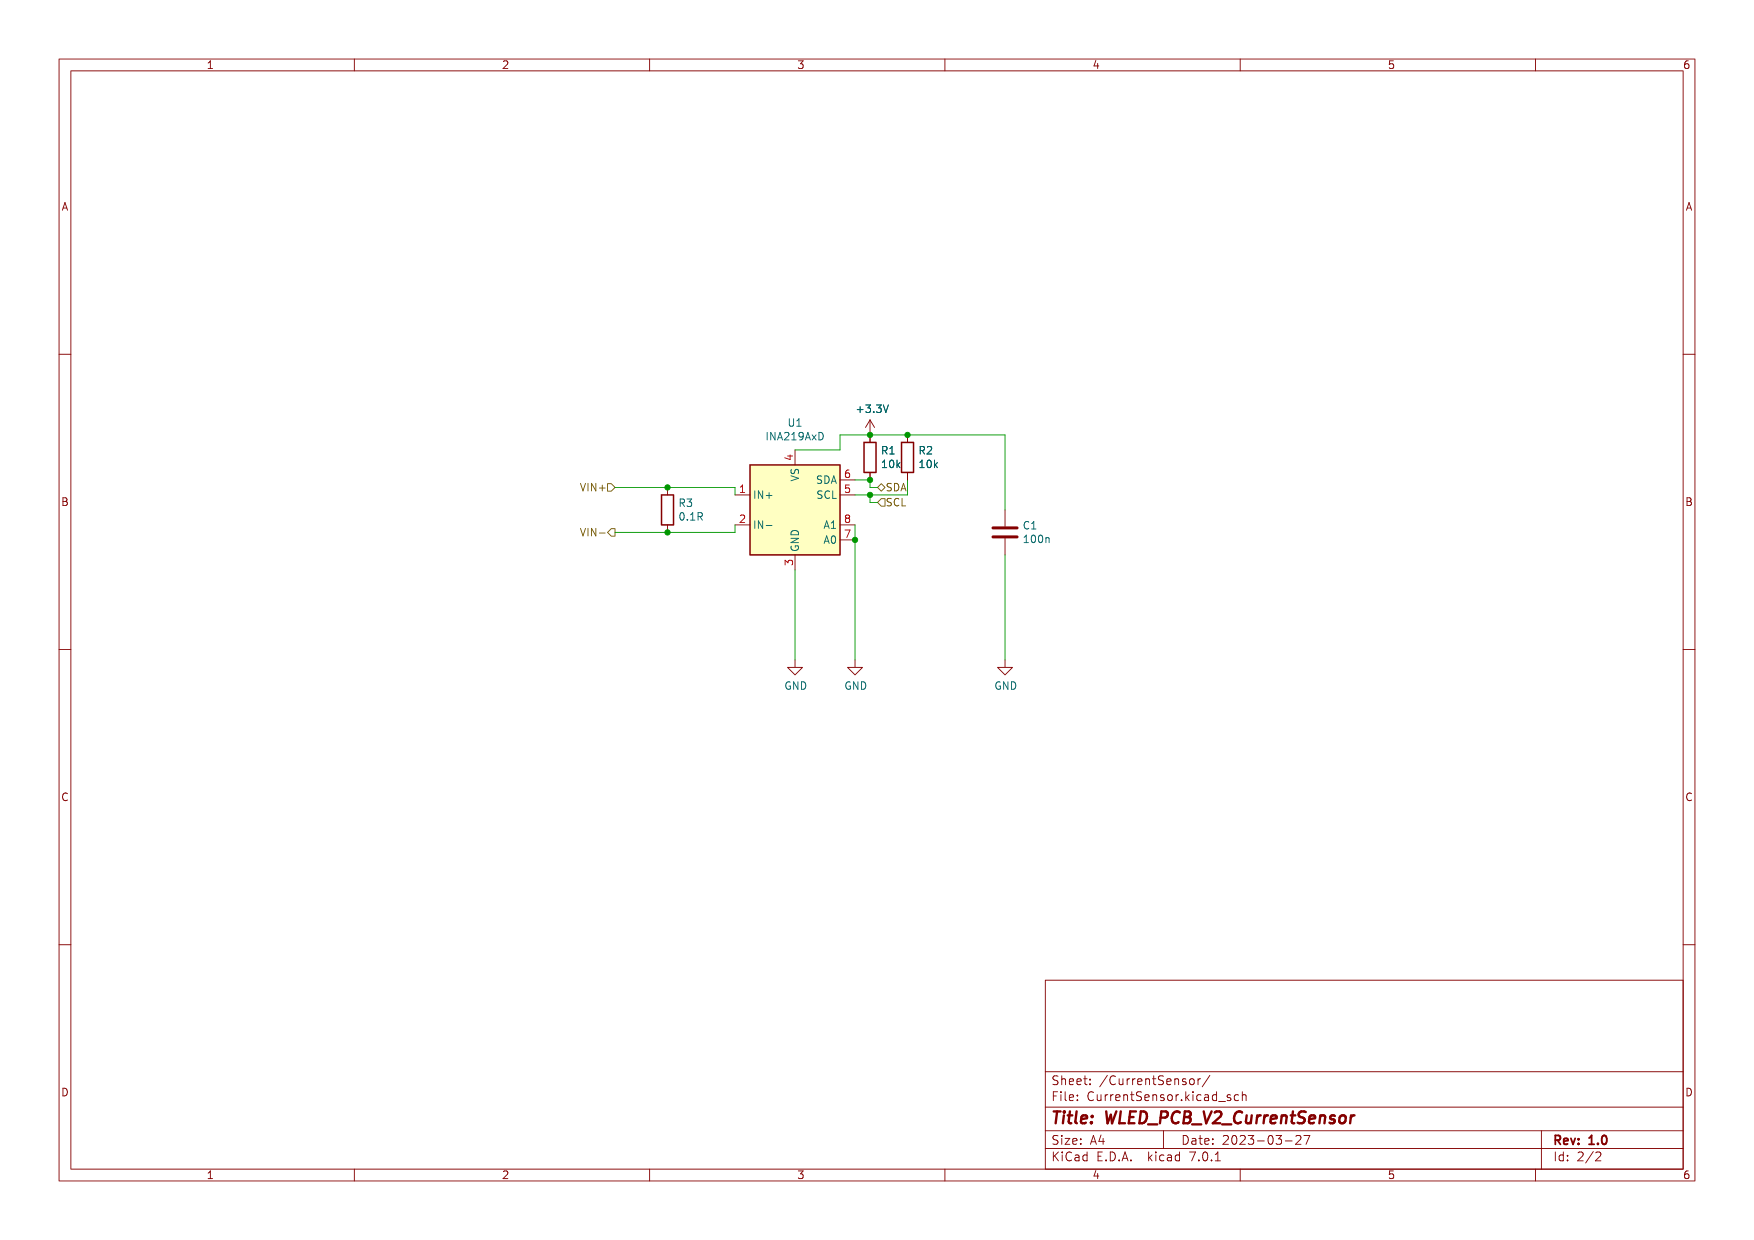 1 2 3 4 5 6
A A
+3.3V
U1
INA219AxD
R1
10k
R2
10k
4
VS
6
SDA
SDA
VIN+
1
IN+
5
SCL
SCL
B B
R3
0.1R
2
IN-
8
A1
VIN-
7
A0
GND
3
C1
100n
GND GND GND
C C
D D
Sheet: /CurrentSensor/
File: CurrentSensor.kicad_sch
Title: WLED_PCB_V2_CurrentSensor
Size: A4 Date: 2023-03-27 Rev: 1.0
KiCad E.D.A. kicad 7.0.1 Id: 2/2
1 2 3 4 5 6